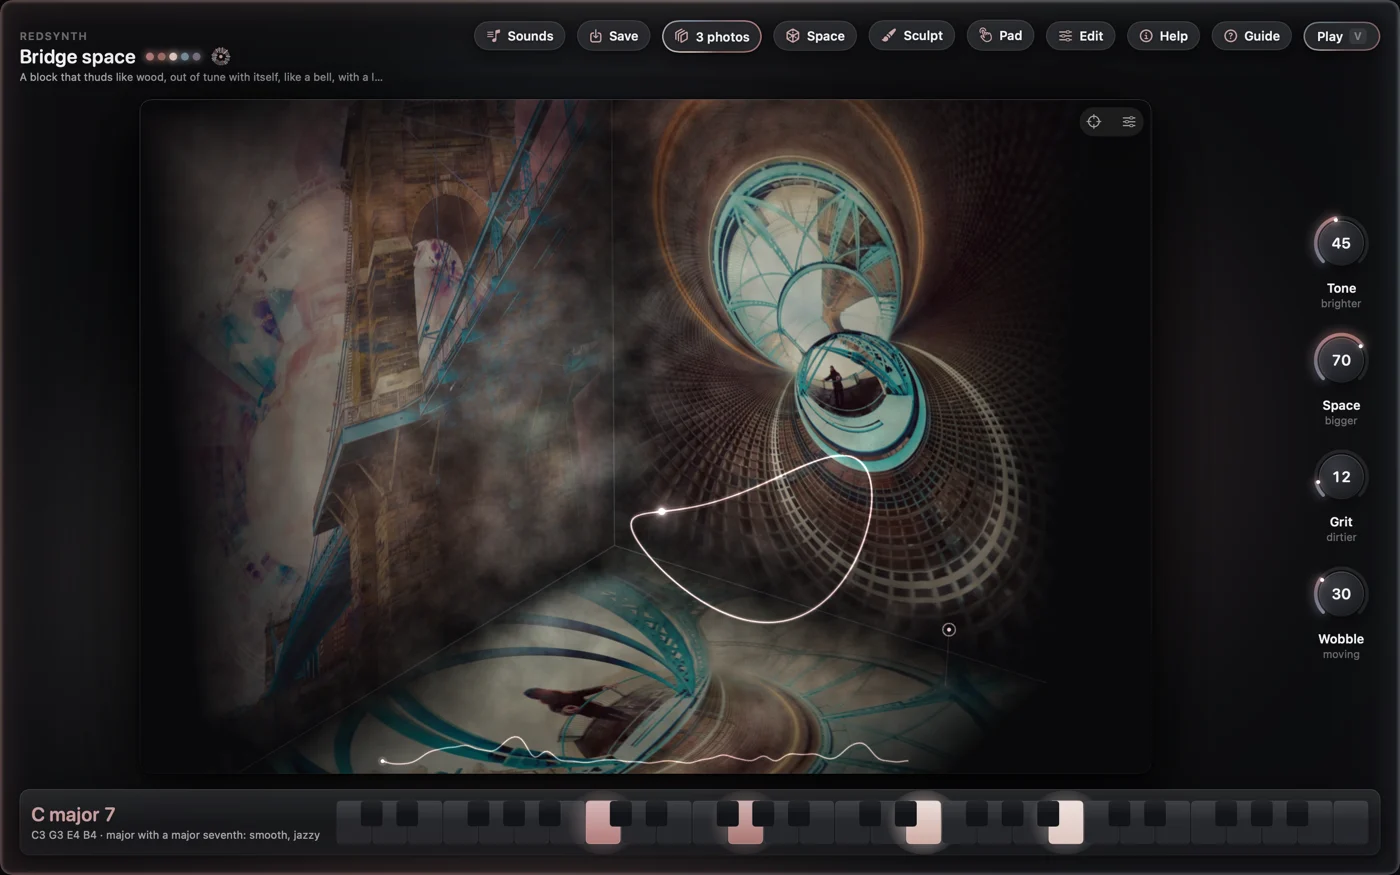 REDSYNTH
Bridge space
A block that thuds like wood, out of tune with itself, like a bell, with a l...
Sounds
Save
3 photos
Space
Sculpt
Pad
Edit
Help
Guide
Play V
45
Tone
brighter
70
Space
bigger
12
Grit
dirtier
30
Wobble
moving
C major 7
C3 G3 E4 B4 · major with a major seventh: smooth, jazzy